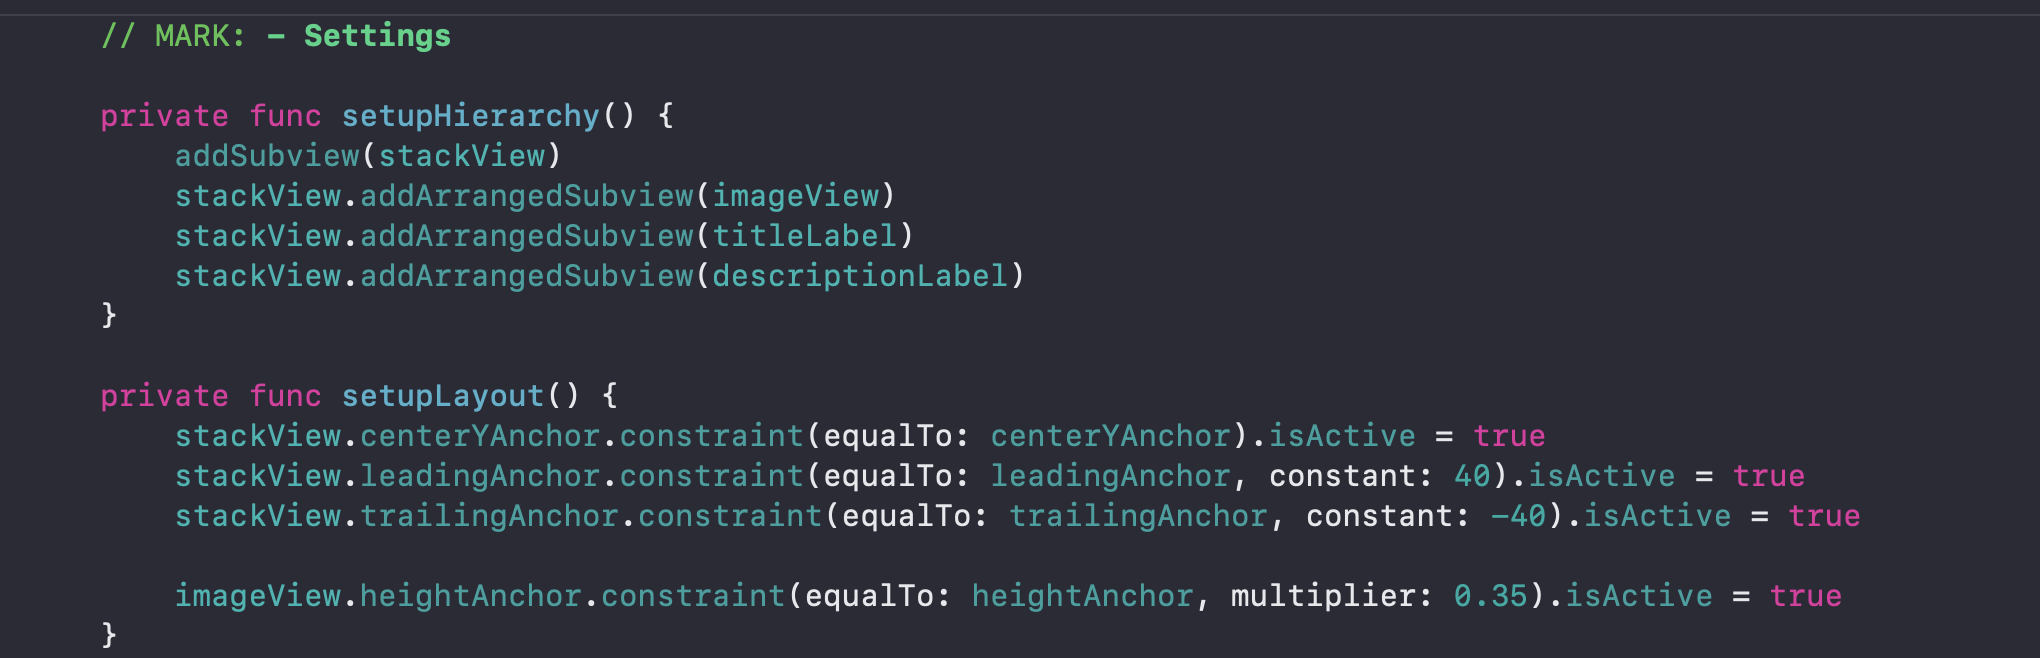 // MARK: - Settings
private func setupHierarchy() {
addSubview(stackView)
stackView.addArrangedSubview(imageView)
stackView.addArrangedSubview(titleLabel)
stackView.addArrangedSubview(descriptionLabel)
}
private func setupLayout() {
stackView.centerYAnchor.constraint(equalTo: centerYAnchor).isActive = true
stackView.leadingAnchor.constraint(equalTo: leadingAnchor, constant: 40).isActive = true
stackView.trailingAnchor.constraint(equalTo: trailingAnchor, constant: -40).isActive = true
imageView.heightAnchor.constraint(equalTo: heightAnchor, multiplier: 0.35).isActive = true
}